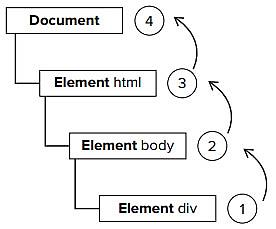 Document 4
Element html 3
Element body 2
Element div 1